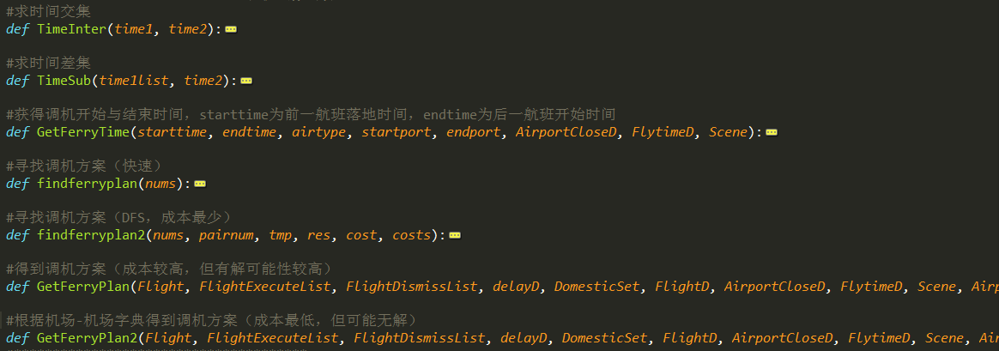 #求时间交集
def TimeInter(time1, time2):
#求时间差集
def TimeSub(time1list, time2):
#获得调机开始与结束时间，starttime为前一航班落地时间，endtime为后一航班开始时间
def GetFerryTime(starttime, endtime, airtype, startport, endport, AirportCloseD, FlytimeD, Scene):
#寻找调机方案（快速）
def findferryplan(nums):
#寻找调机方案（DFS，成本最少）
def findferryplan2(nums, pairnum, tmp, res, cost, costs):
#得到调机方案（成本较高，但有解可能性较高）
def GetFerryPlan(Flight, FlightExecuteList, FlightDismissList, delayD, DomesticSet, FlightD, AirportCloseD, FlytimeD, Scene, Airp
#根据机场-机场字典得到调机方案（成本最低，但可能无解）
def GetFerryPlan2(Flight, FlightExecuteList, FlightDismissList, delayD, DomesticSet, FlightD, AirportCloseD, FlytimeD, Scene, Ai